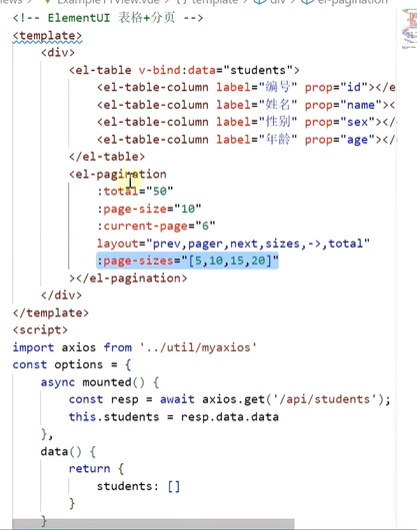 Example11View.vue > template > div > el-pagination
<!-- ElementUI 表格+分页 -->
<template>
<div>
<el-table v-bind:data="students">
<el-table-column label="编号" prop="id"></e
<el-table-column label="姓名" prop="name"><
<el-table-column label="性别" prop="sex"></
<el-table-column label="年龄" prop="age"></
</el-table>
<el-pagination
:total="50"
:page-size="10"
:current-page="6"
layout="prev,pager,next,sizes,->,total"
:page-sizes="[5,10,15,20]"
></el-pagination>
</div>
</template>
<script>
import axios from '../util/myaxios'
const options = {
async mounted() {
const resp = await axios.get('/api/students');
this.students = resp.data.data
},
data() {
return {
students: []
}
}